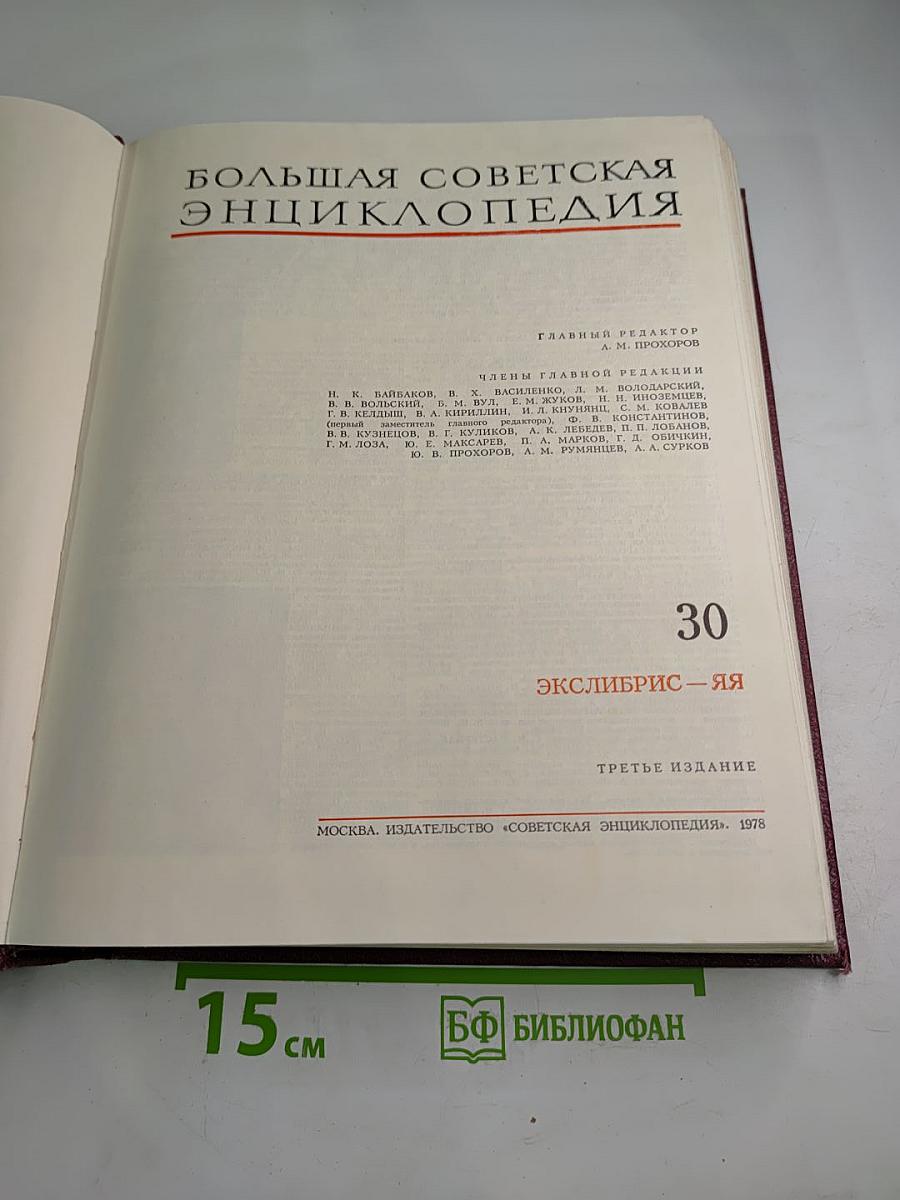 БОЛЬШАЯ СОВЕТСКАЯ
ЭНЦИКЛОПЕДИЯ
ГЛАВНЫЙ РЕДАКТОР
А. М. ПРОХОРОВ
ЧЛЕНЫ ГЛАВНОЙ РЕДАКЦИИ
Н. К. БАЙБАКОВ, В. Х. ВАСИЛЕНКО, Л. М. ВОЛОДАРСКИЙ,
В. В. ВОЛЬСКИЙ, Б. М. ВУЛ, Е. М. ЖУКОВ, Н. Н. ИНОЗЕМЦЕВ,
Г. В. КЕЛДЫШ, В. А. КИРИЛЛИН, И. Л. КНУНЯНЦ, С. М. КОВАЛЕВ
(первый заместитель главного редактора), Ф. В. КОНСТАНТИНОВ,
В. В. КУЗНЕЦОВ, В. Г. КУЛИКОВ, А. К. ЛЕБЕДЕВ, П. П. ЛОБАНОВ,
Г. М. ЛОЗА, Ю. Е. МАКСАРЕВ, П. А. МАРКОВ, Г. Д. ОБИЧКИН,
Ю. В. ПРОХОРОВ, А. М. РУМЯНЦЕВ, А. А. СУРКОВ
30
ЭКСЛИБРИС — ЯЯ
ТРЕТЬЕ ИЗДАНИЕ
МОСКВА. ИЗДАТЕЛЬСТВО «СОВЕТСКАЯ ЭНЦИКЛОПЕДИЯ». 1978
15 см
БФ БИБЛИОФАН